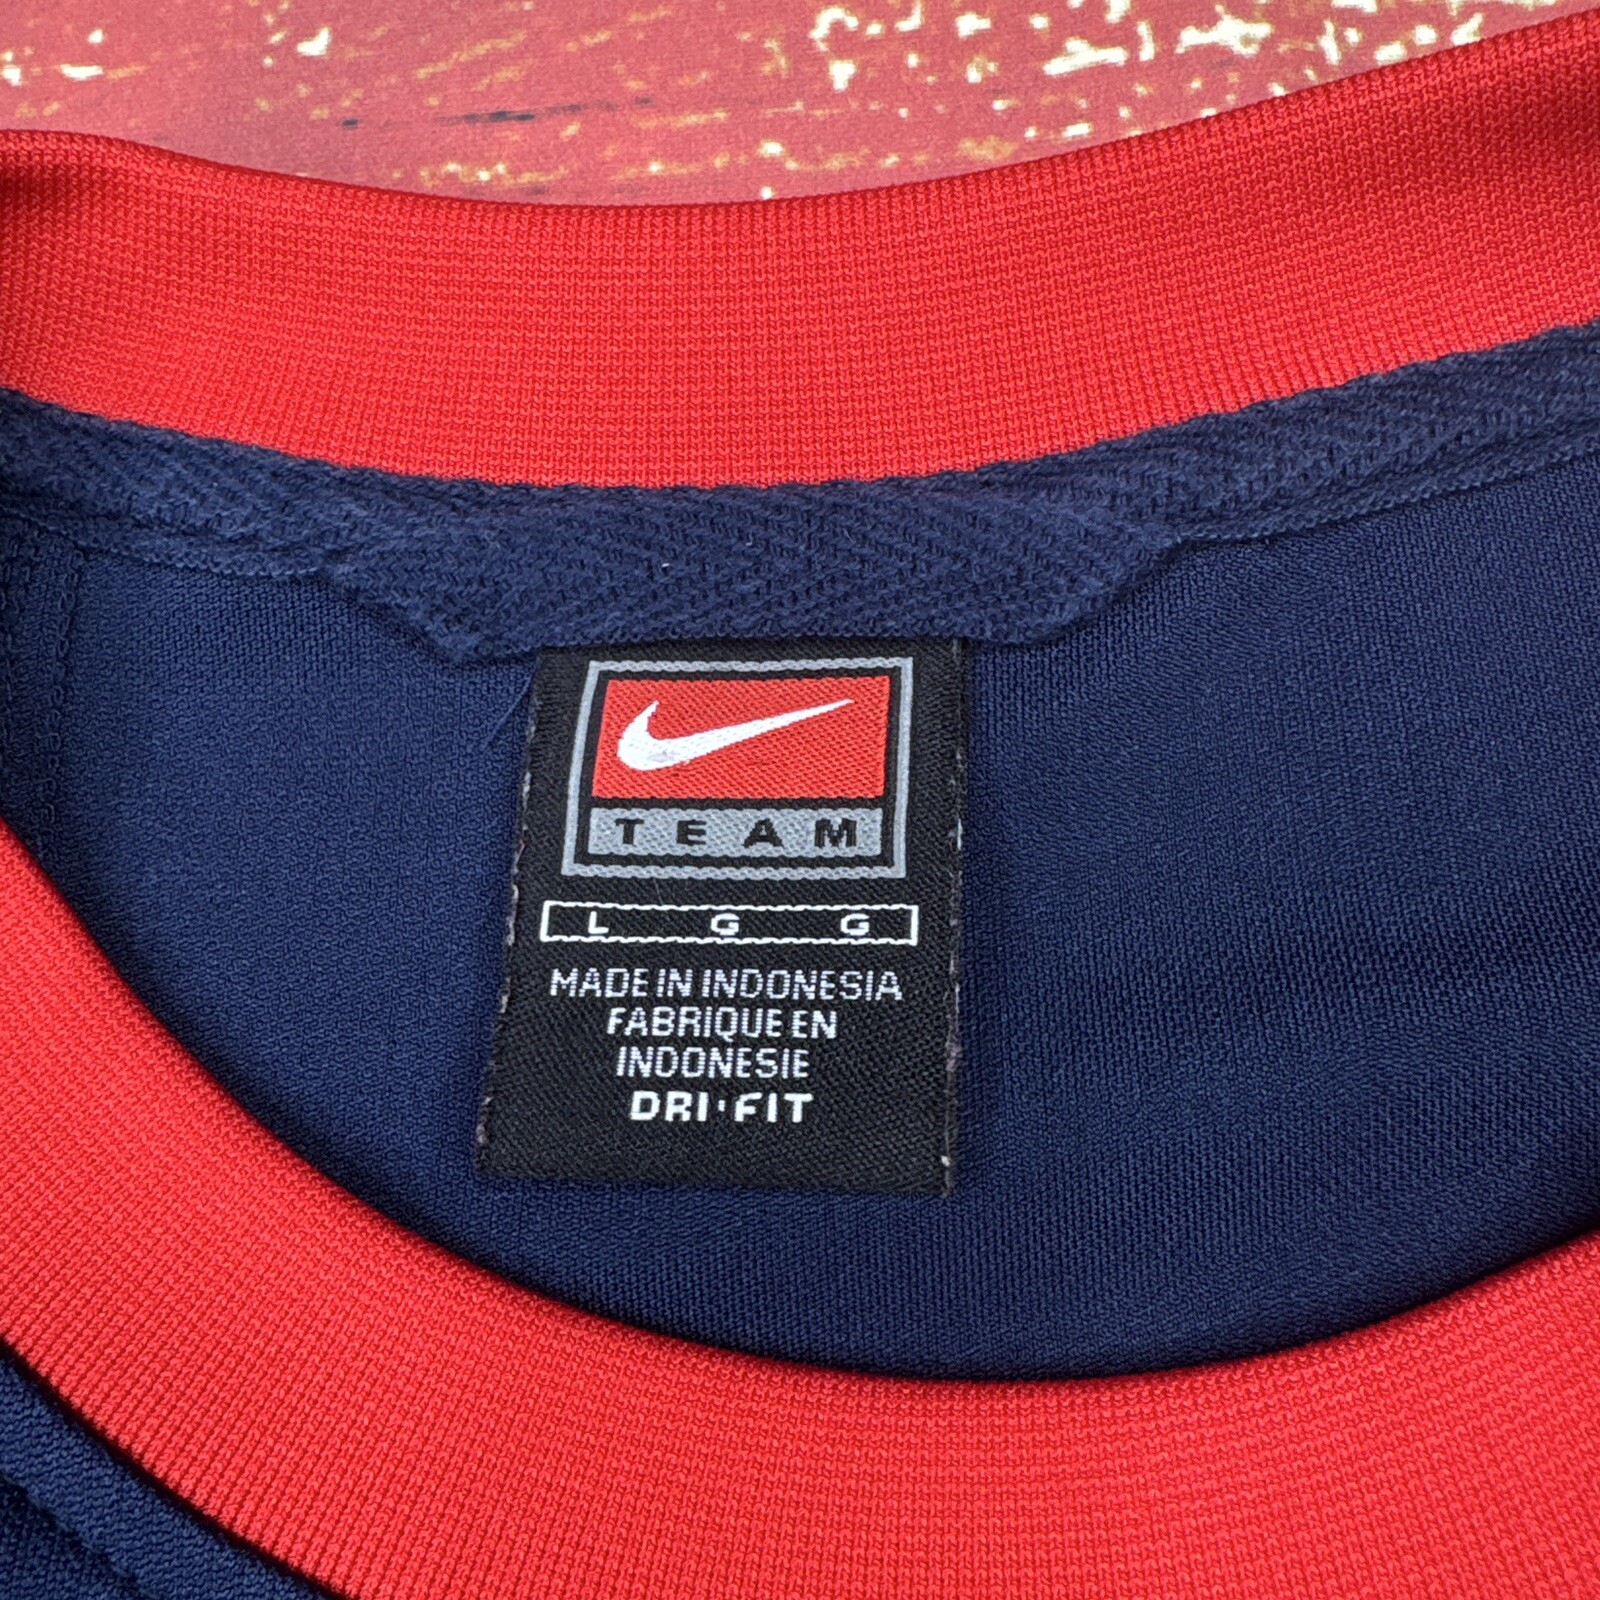 TEAM
L G G
MADE IN INDONESIA
FABRIQUE EN
INDONESIE
DRI•FIT